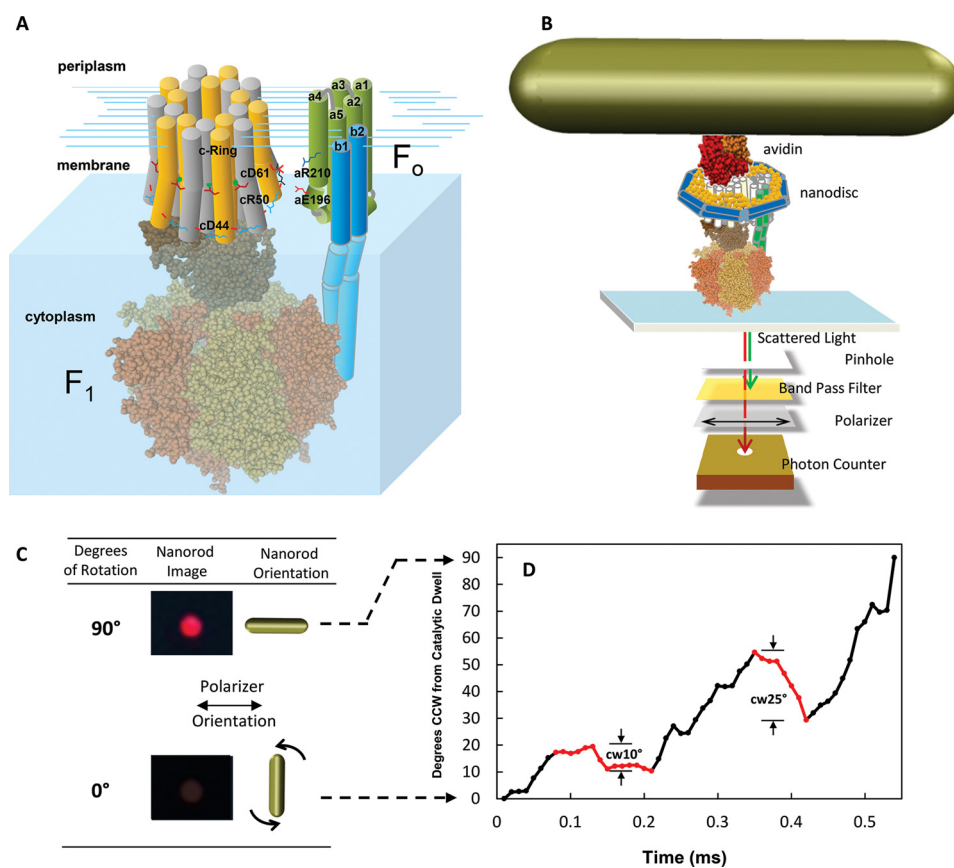 A
periplasm
a3 a1
a4 a2
a5
b2
b1
c-Ring
Fo
membrane
cD61 aR210
cR50 aE196
cD44
cytoplasm
F1
B
avidin
nanodisc
Scattered Light
Pinhole
Band Pass Filter
Polarizer
Photon Counter
C
Degrees of Rotation
Nanorod Image
Nanorod Orientation
90°
Polarizer
Orientation
0°
D
Degrees CCW from Catalytic Dwell
90
80
70
60
50
40
30
20
10
0
cw10°
cw25°
0 0.1 0.2 0.3 0.4 0.5
Time (ms)